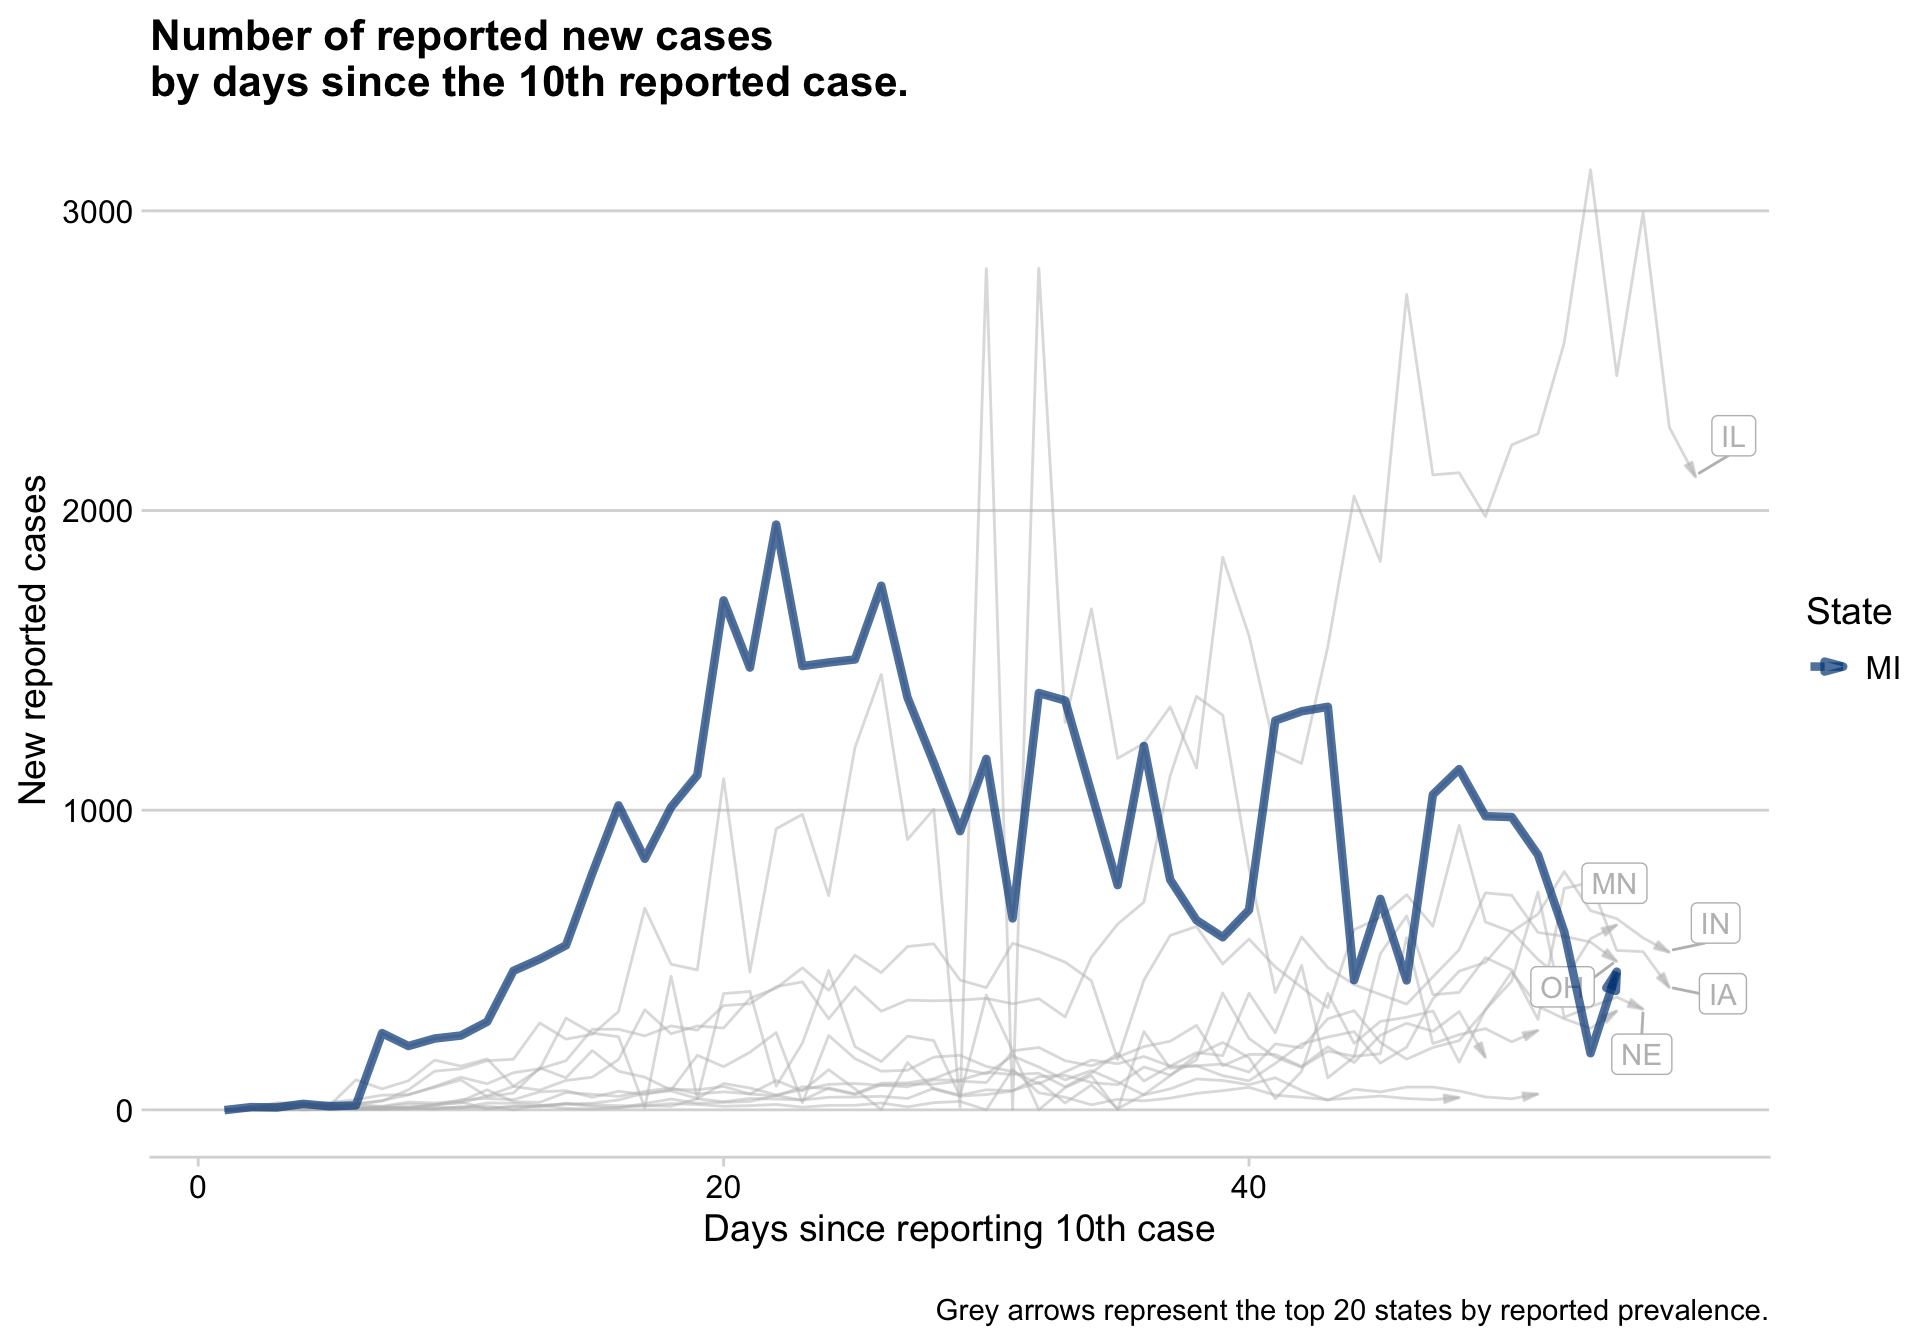 Number of reported new cases
by days since the 10th reported case.
3000
2000
1000
0
New reported cases
IL
MN
IN
OH
IA
NE
State
MI
0 20 40
Days since reporting 10th case
Grey arrows represent the top 20 states by reported prevalence.